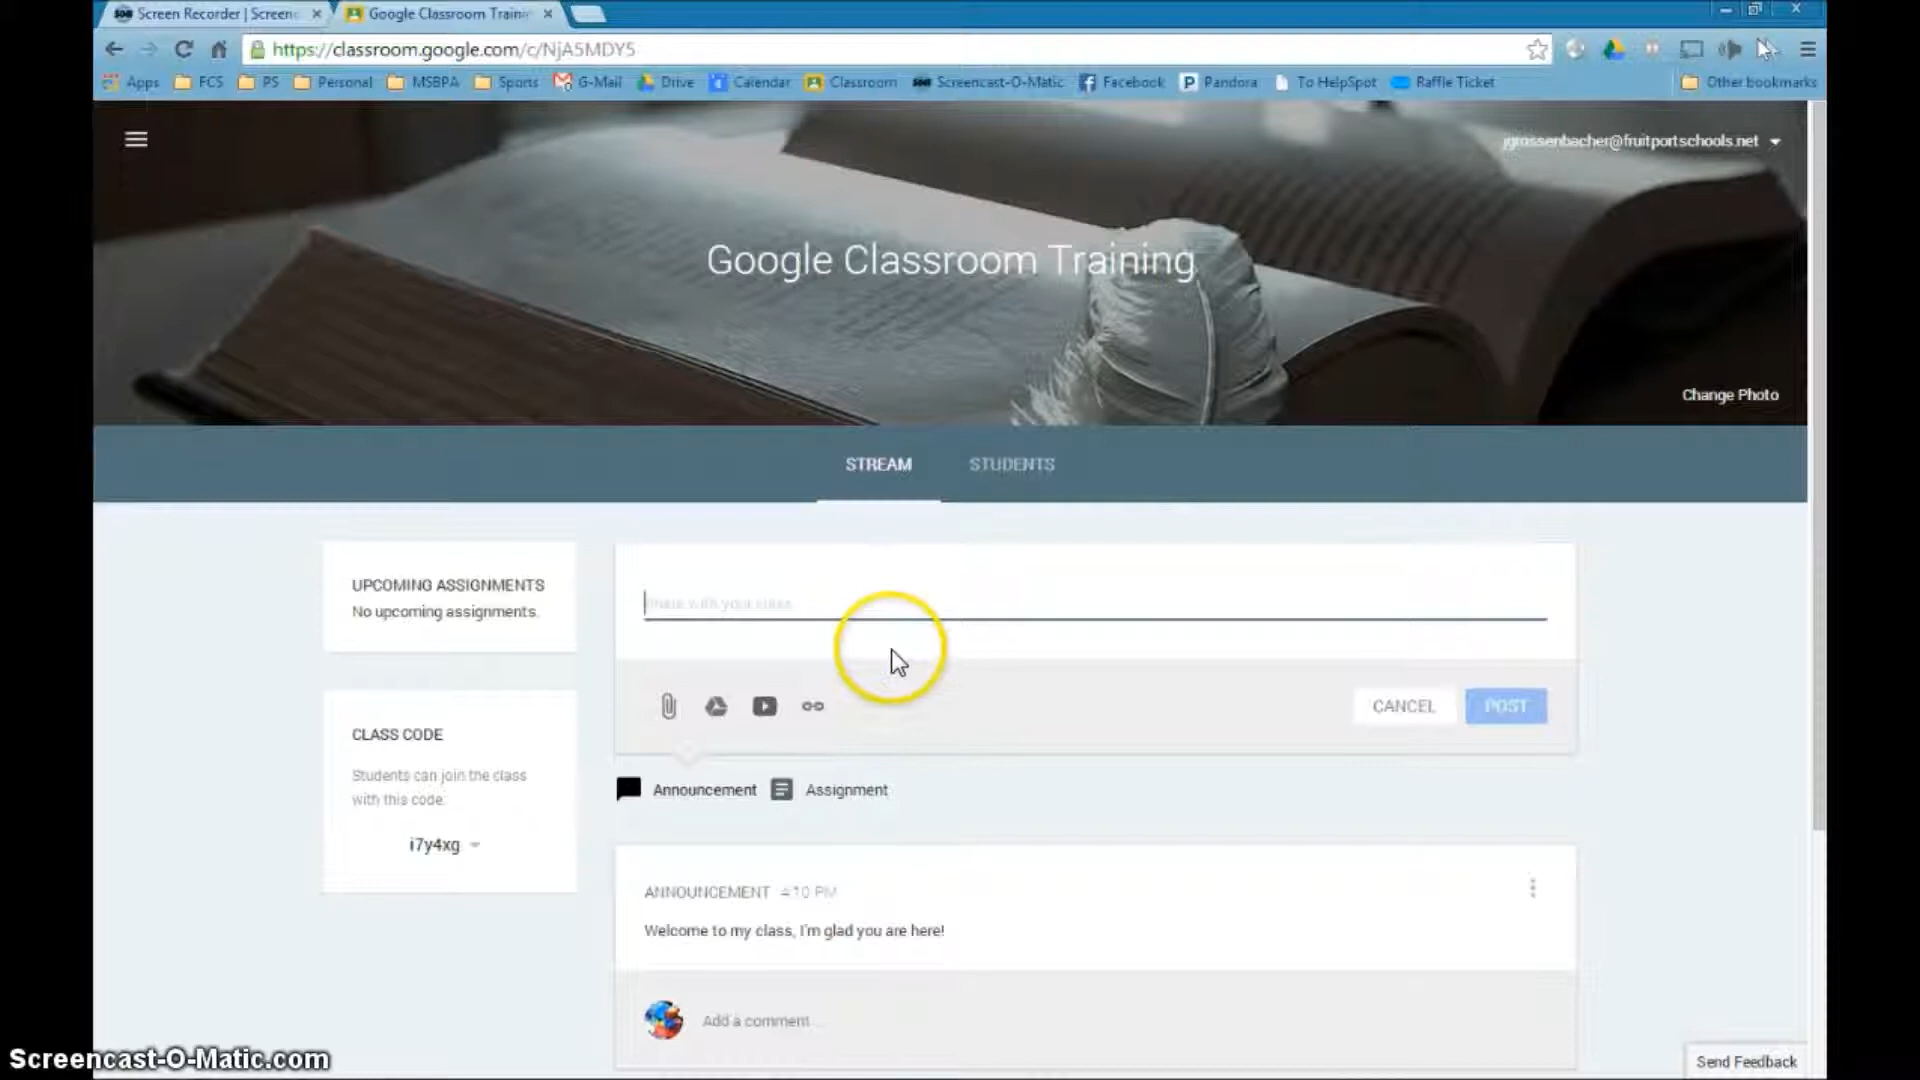 Screen Recorder | Screenc
Google Classroom Trainin
https://classroom.google.com/c/NjA5MDY5
Apps FCS PS Personal MSBPA Sports G-Mail Drive Calendar Classroom Screencast-O-Matic Facebook Pandora To HelpSpot Raffle Ticket Other bookmarks
jgrossenbacher@fruitportschools.net
Google Classroom Training
Change Photo
STREAM STUDENTS
UPCOMING ASSIGNMENTS
No upcoming assignments.
Share with your class
CANCEL POST
CLASS CODE
Students can join the class
with this code:
i7y4xg
Announcement Assignment
ANNOUNCEMENT 4:10 PM
Welcome to my class, I'm glad you are here!
Add a comment
Screencast-O-Matic.com
Send Feedback